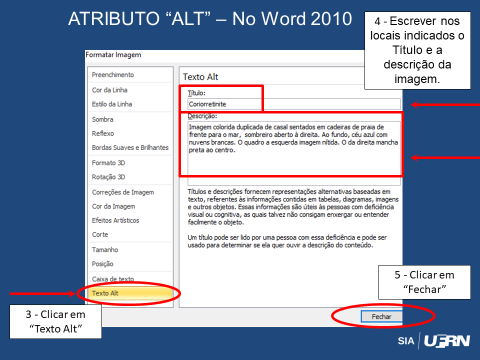 ATRIBUTO “ALT” – No Word 2010
4 - Escrever nos
locais indicados o
Título e a
descrição da
imagem.
Formatar Imagem
Preenchimento
Cor da Linha
Estilo da Linha
Sombra
Reflexo
Bordas Suaves e Brilhantes
Formato 3D
Rotação 3D
Correções de Imagem
Cor da Imagem
Efeitos Artísticos
Corte
Tamanho
Posição
Caixa de texto
Texto Alt
Texto Alt
Título:
Coriorretinite
Descrição:
Imagem colorida duplicada de casal sentados em cadeiras de praia de
frente para o mar, sombreiro aberto à direita. Ao fundo, céu azul com
nuvens brancas. O quadro a esquerda imagem nítida. O da direita mancha
preta ao centro.
Títulos e descrições fornecem representações alternativas baseadas em
texto, referentes às informações contidas em tabelas, diagramas, imagens
e outros objetos. Essas informações são úteis às pessoas com deficiência
visual ou cognitiva, as quais talvez não consigam enxergar ou entender
facilmente o objeto.
Um título pode ser lido por uma pessoa com essa deficiência e pode ser
usado para determinar se ela quer ouvir a descrição do conteúdo.
5 - Clicar em
“Fechar”
3 - Clicar em
“Texto Alt”
Fechar
SIA UERN